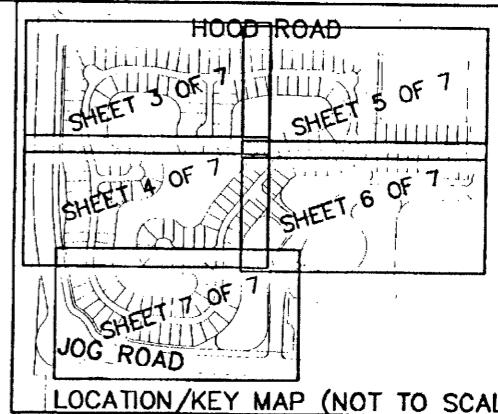 HOOD ROAD
SHEET 3 OF 7
SHEET 5 OF 7
SHEET 4 OF 7
SHEET 6 OF 7
SHEET 7 OF 7
JOG ROAD
LOCATION/KEY MAP (NOT TO SCAL